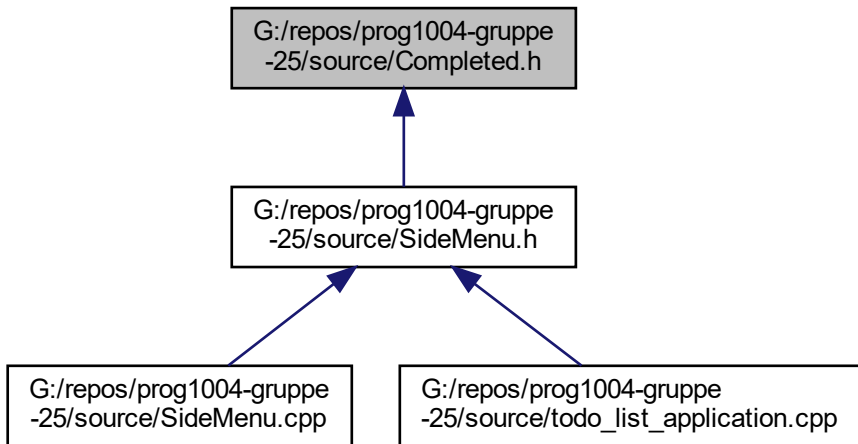 G:/repos/prog1004-gruppe
-25/source/Completed.h
G:/repos/prog1004-gruppe
-25/source/SideMenu.h
G:/repos/prog1004-gruppe
-25/source/SideMenu.cpp
G:/repos/prog1004-gruppe
-25/source/todo_list_application.cpp